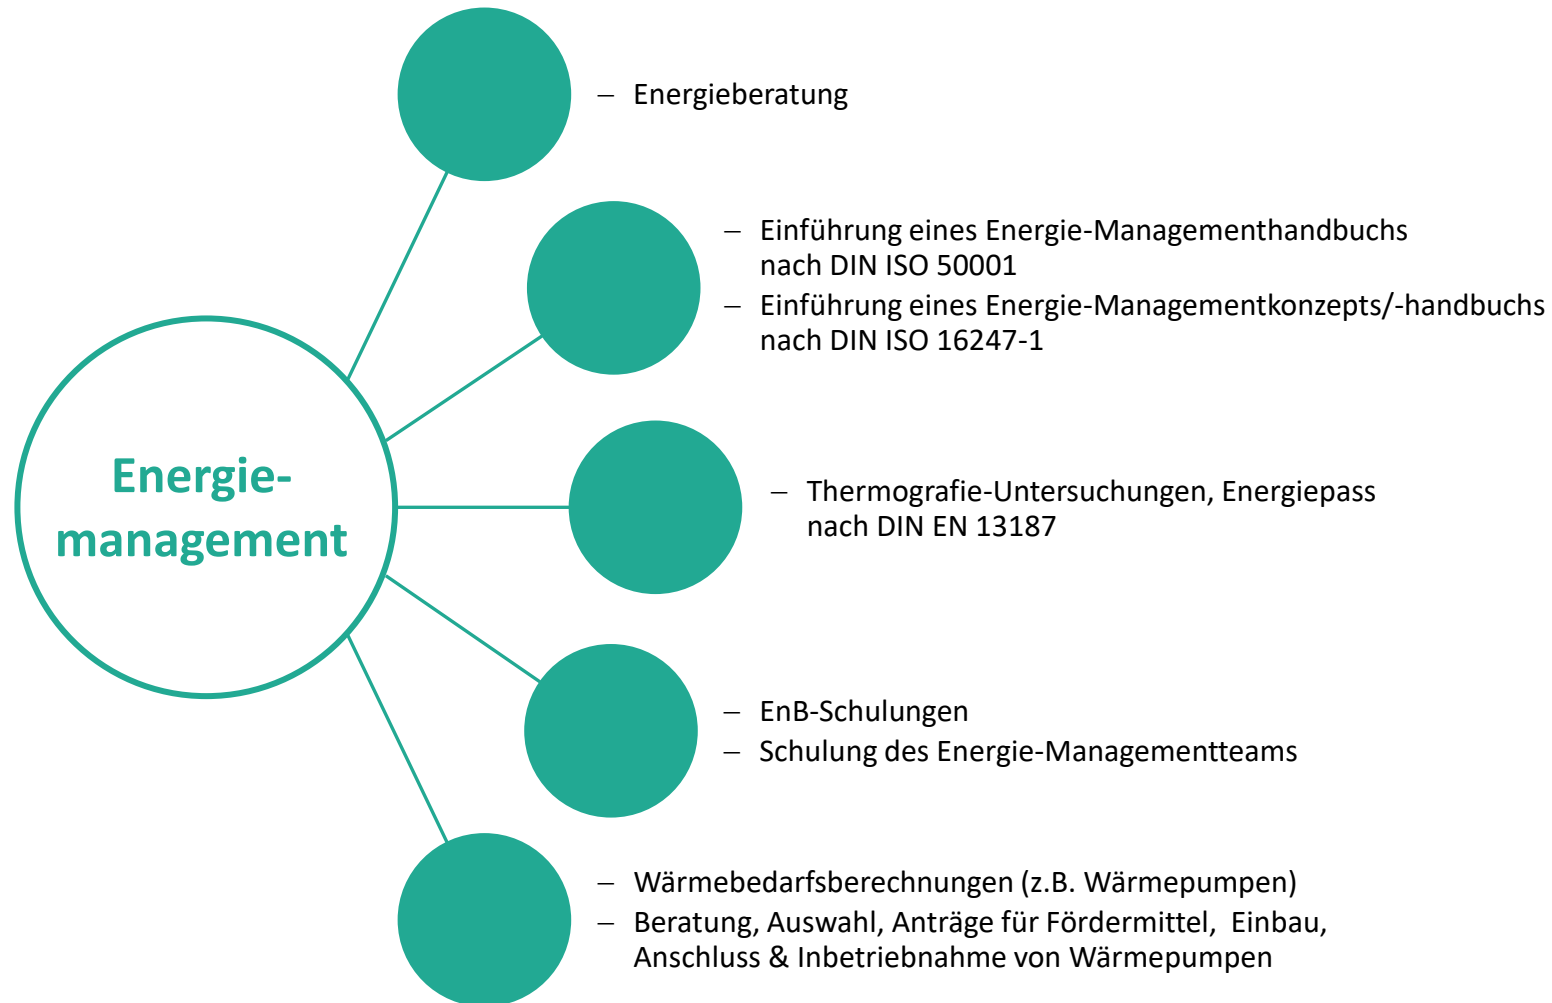 Energie-
management
– Energieberatung
– Einführung eines Energie-Managementhandbuchs
nach DIN ISO 50001
– Einführung eines Energie-Managementkonzepts/-handbuchs
nach DIN ISO 16247-1
– Thermografie-Untersuchungen, Energiepass
nach DIN EN 13187
– EnB-Schulungen
– Schulung des Energie-Managementteams
– Wärmebedarfsberechnungen (z.B. Wärmepumpen)
– Beratung, Auswahl, Anträge für Fördermittel,  Einbau,
Anschluss & Inbetriebnahme von Wärmepumpen